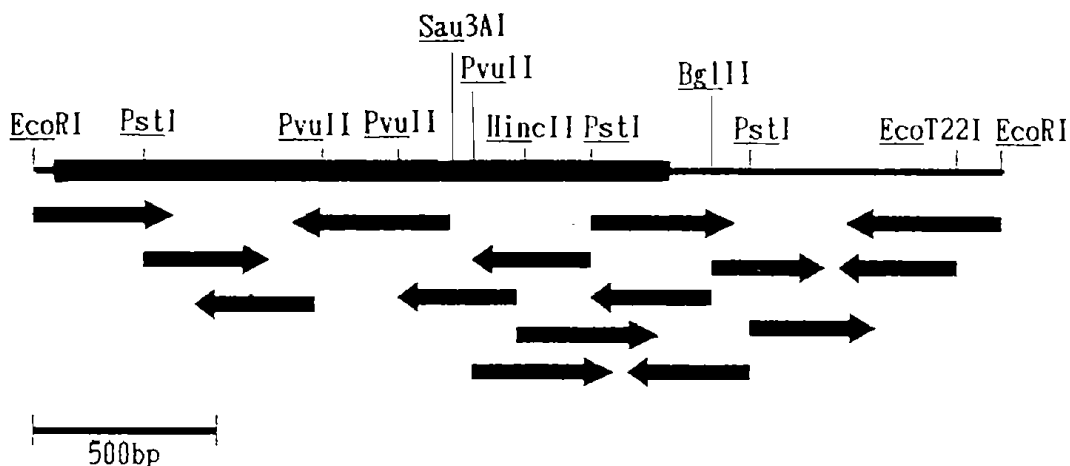 Sau3AI
PvuII
BglII
EcoRI PstI PvuII PvuII HincII PstI PstI EcoT22I EcoRI
500bp